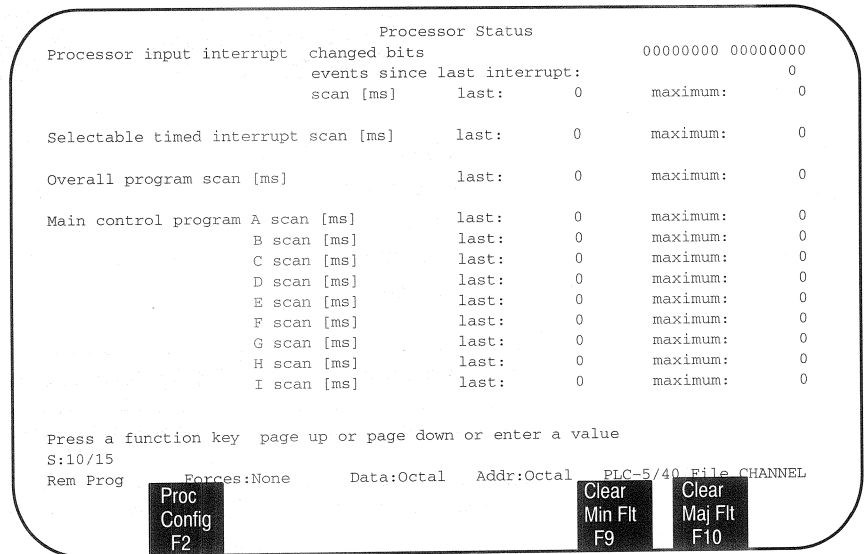 Processor Status
Processor input interrupt changed bits 00000000 00000000
events since last interrupt: 0
scan [ms] last: 0 maximum: 0
Selectable timed interrupt scan [ms] last: 0 maximum: 0
Overall program scan [ms] last: 0 maximum: 0
Main control program A scan [ms] last: 0 maximum: 0
B scan [ms] last: 0 maximum: 0
C scan [ms] last: 0 maximum: 0
D scan [ms] last: 0 maximum: 0
E scan [ms] last: 0 maximum: 0
F scan [ms] last: 0 maximum: 0
G scan [ms] last: 0 maximum: 0
H scan [ms] last: 0 maximum: 0
I scan [ms] last: 0 maximum: 0
Press a function key page up or page down or enter a value
S:10/15
Rem Prog Forces:None Data:Octal Addr:Octal PLC-5/40 File CHANNEL
Proc Config F2
Clear Min Flt F9
Clear Maj Flt F10